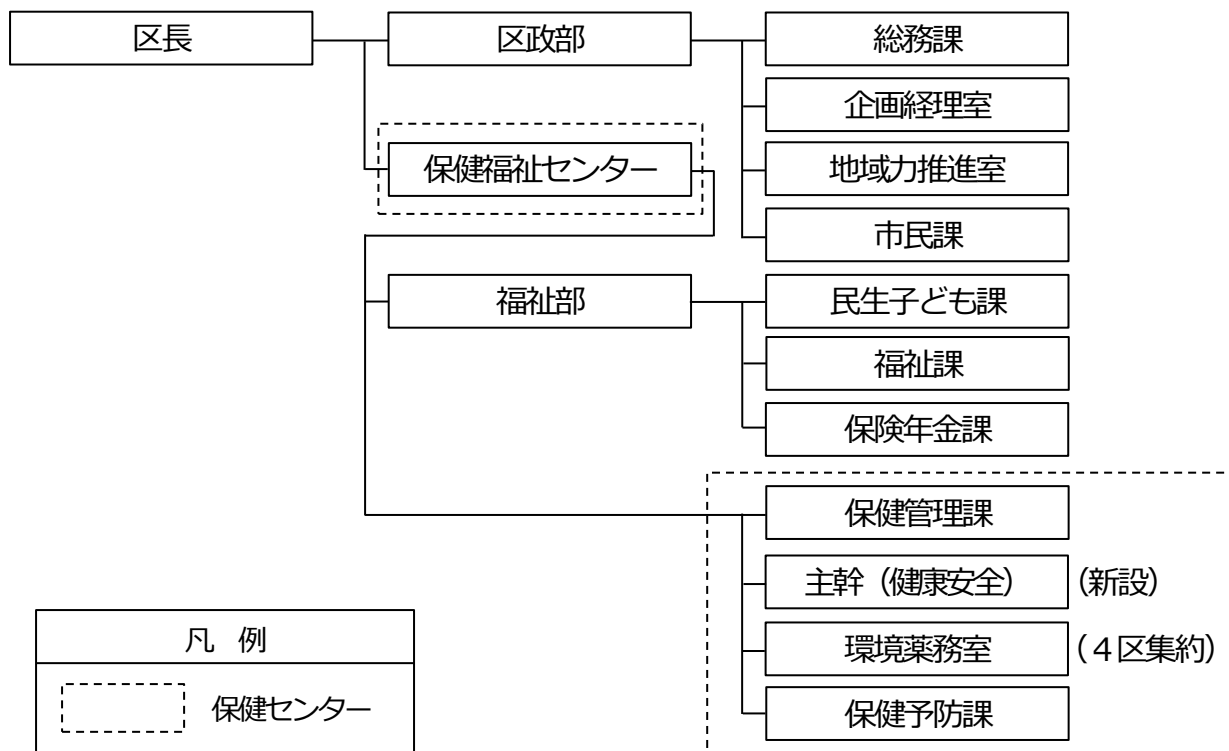 区長
区政部
総務課
企画経理室
保健福祉センター
地域力推進室
市民課
福祉部
民生子ども課
福祉課
保険年金課
保健管理課
主幹（健康安全）
（新設）
環境薬務室
（４区集約）
保健予防課
凡　例
保健センター